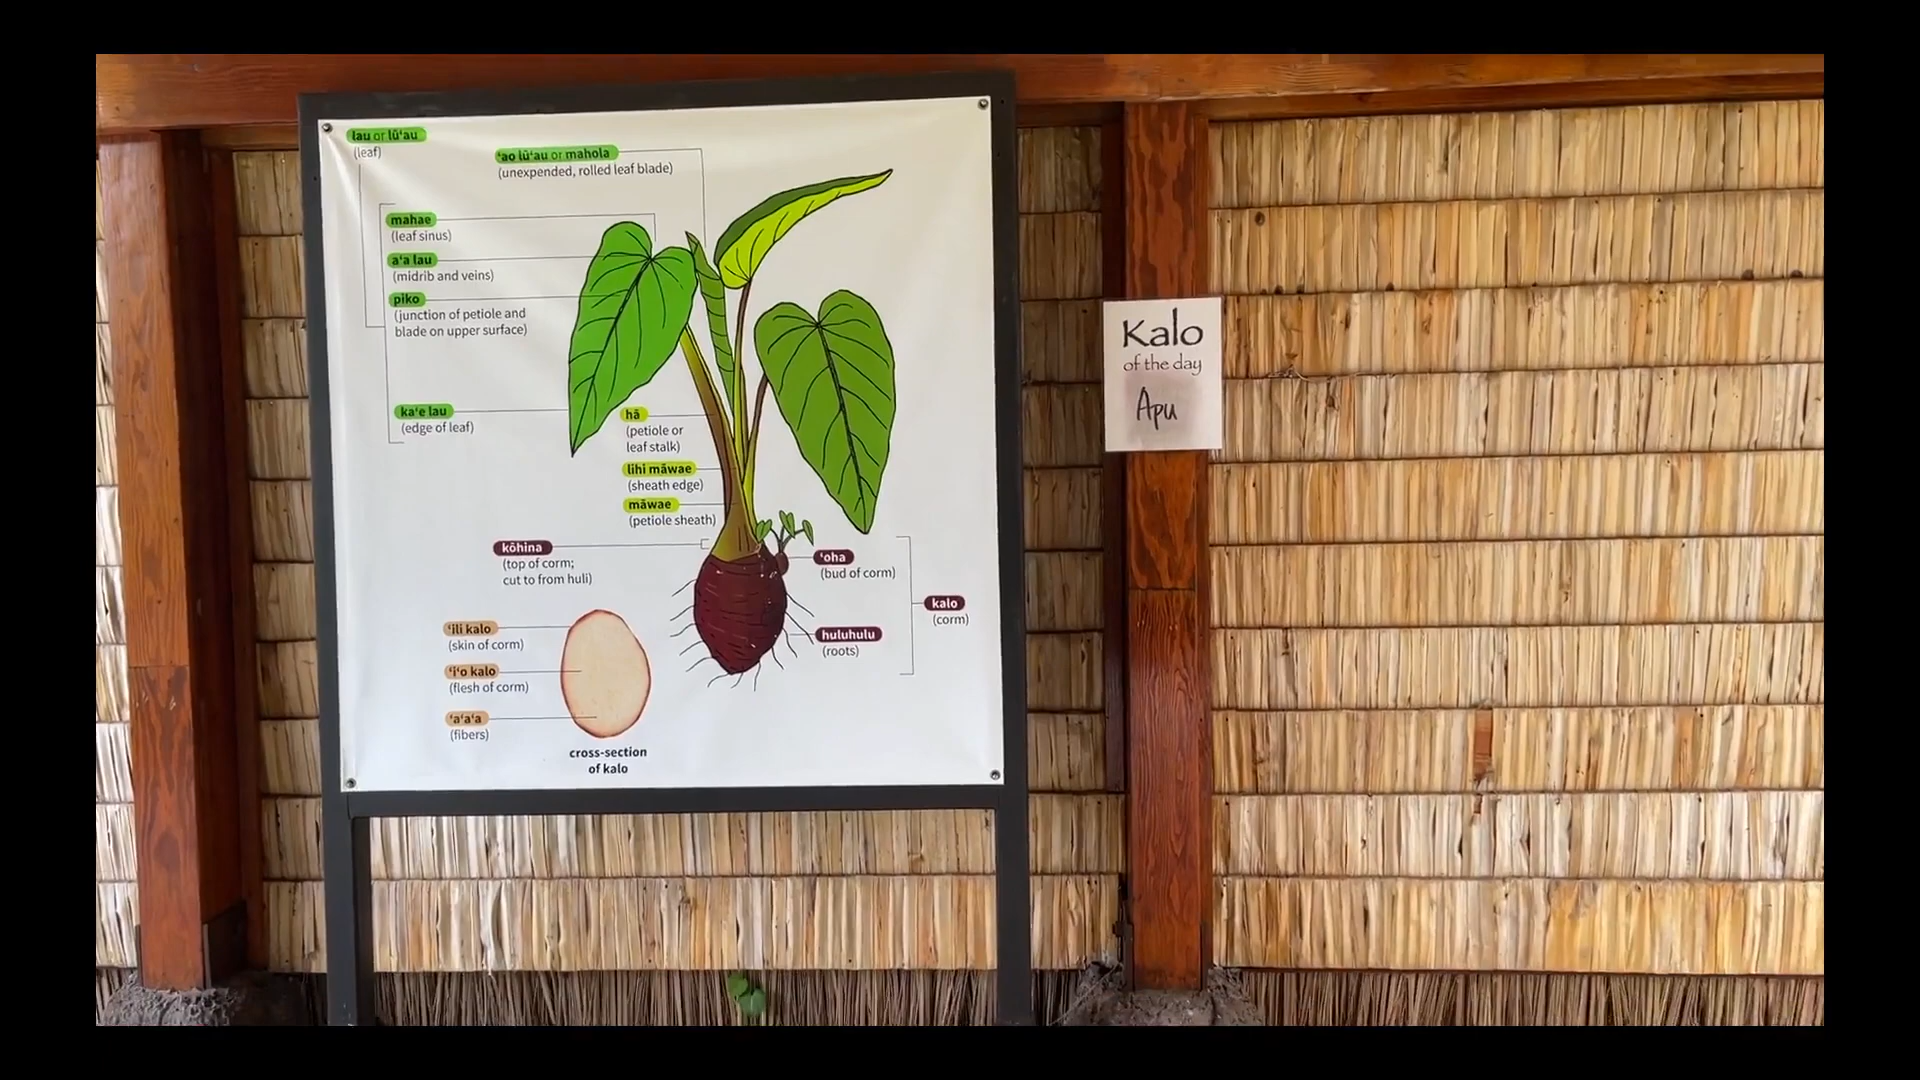 lau or lūʻau
(leaf)
ʻao lūʻau or mahola
(unexpended, rolled leaf blade)
mahae
(leaf sinus)
aʻa lau
(midrib and veins)
piko
(junction of petiole and
blade on upper surface)
kaʻe lau
(edge of leaf)
hā
(petiole or
leaf stalk)
lihi māwae
(sheath edge)
māwae
(petiole sheath)
kōhina
(top of corm;
cut to from huli)
ʻoha
(bud of corm)
kalo
(corm)
huluhulu
(roots)
ʻili kalo
(skin of corm)
ʻiʻo kalo
(flesh of corm)
ʻaʻaʻa
(fibers)
cross-section
of kalo
Kalo
of the day
Apu